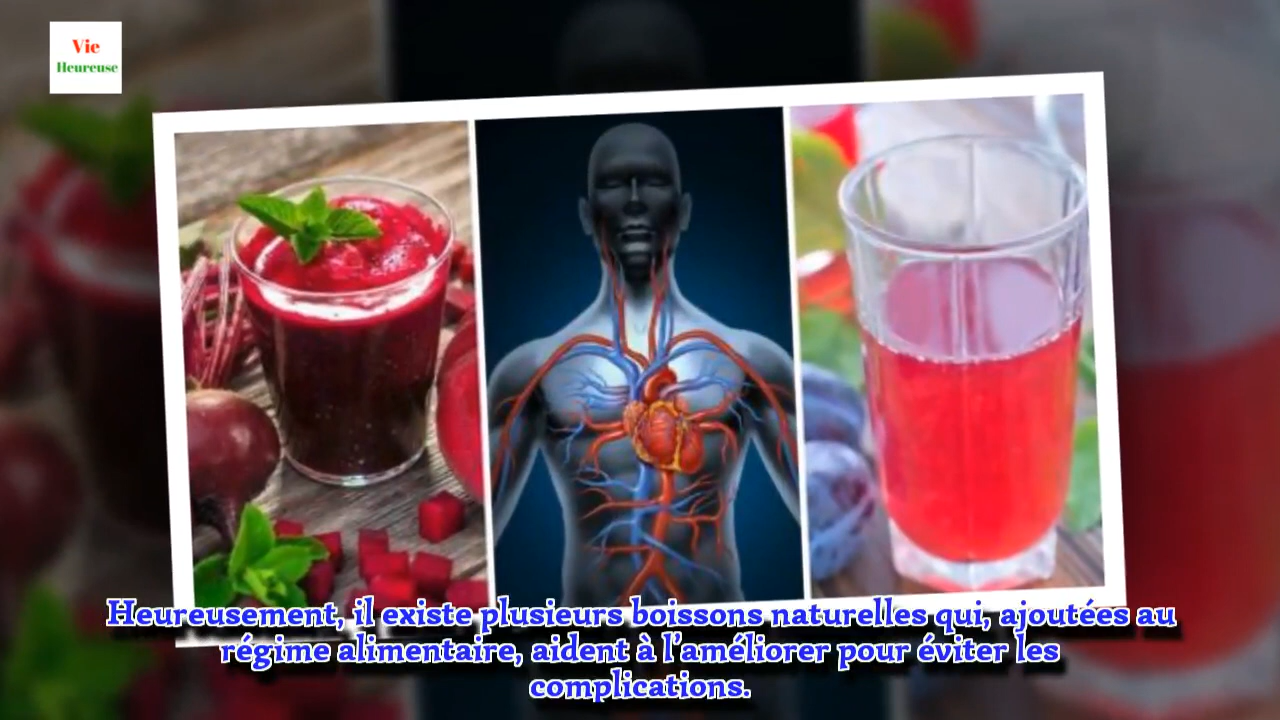 Vie
Heureuse
Heureusement, il existe plusieurs boissons naturelles qui, ajoutées au
régime alimentaire, aident à l'améliorer pour éviter les
complications.